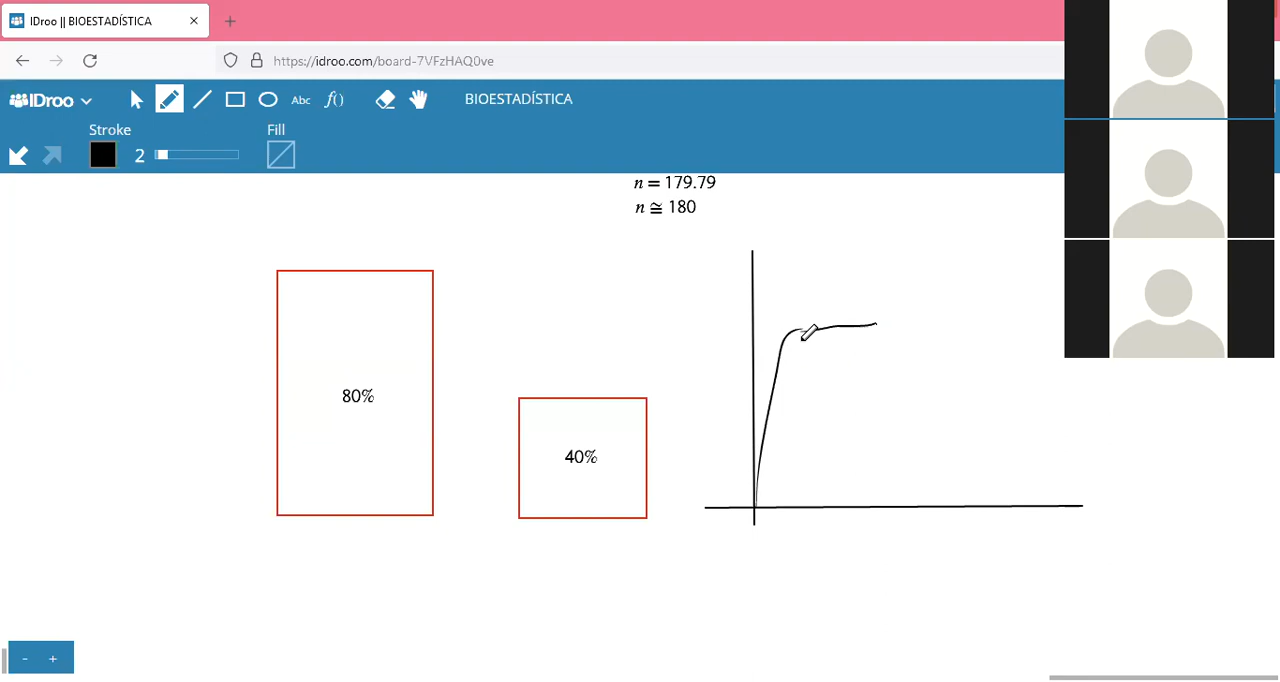 IDroo || BIOESTADÍSTICA
https://idroo.com/board-7VFzHAQ0ve
IDroo
Abc
f()
BIOESTADÍSTICA
Stroke
Fill
2
n = 179.79
n ≅ 180
80%
40%
- +